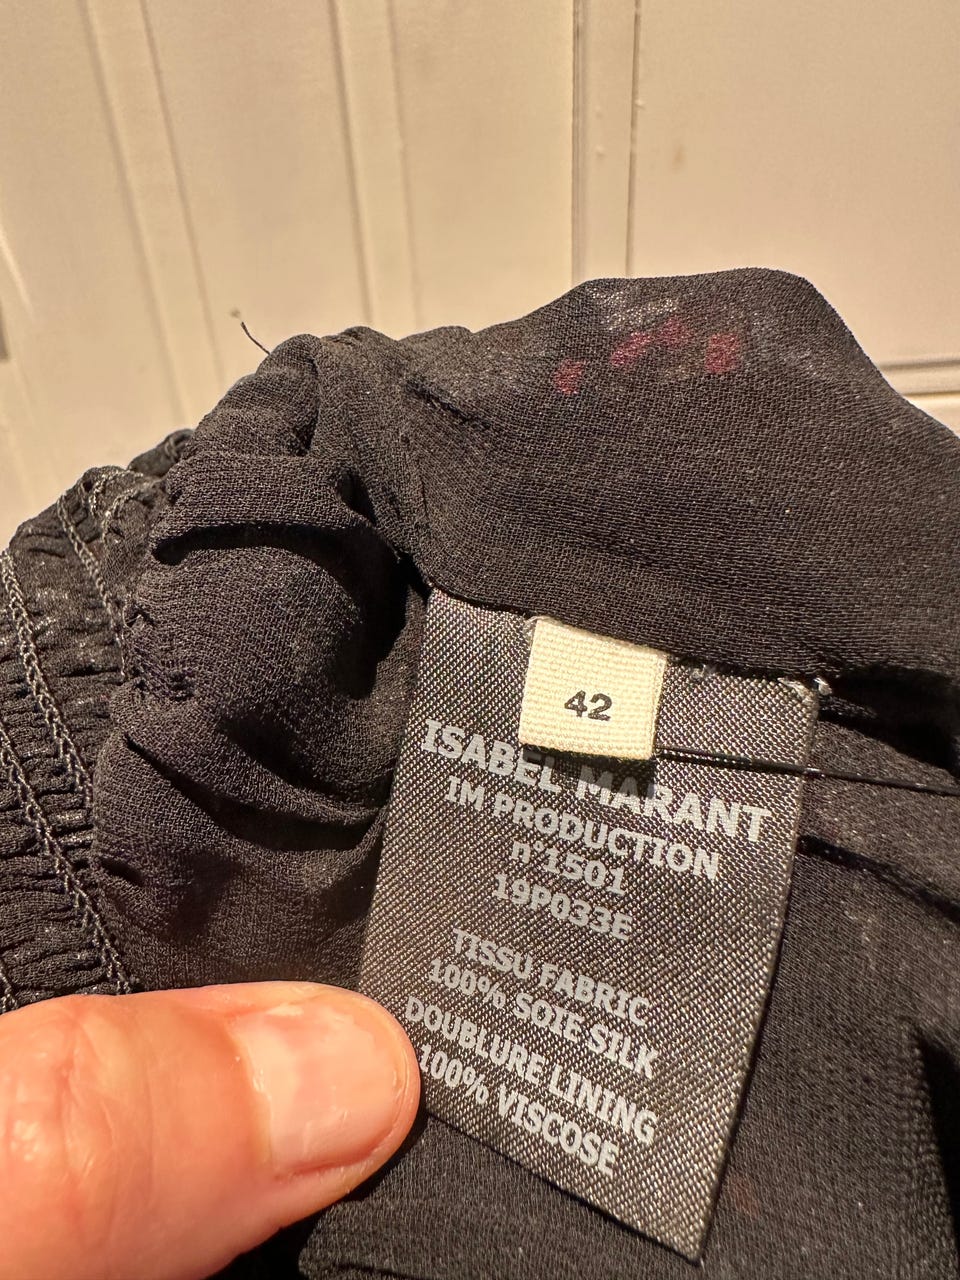 42
ISABEL MARANT
IM PRODUCTION
n°1501
19P033E
TISSU FABRIC
100% SOIE SILK
DOUBLURE LINING
100% VISCOSE